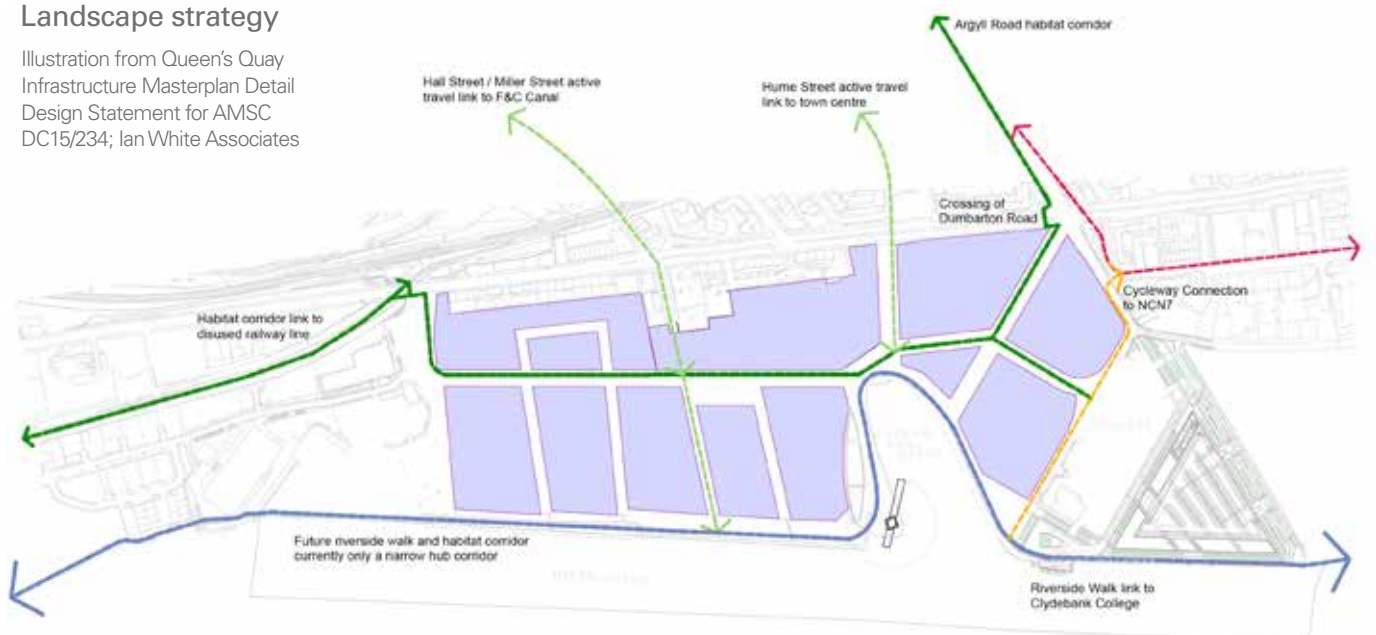 Landscape strategy
Illustration from Queen's Quay
Infrastructure Masterplan Detail
Design Statement for AMSC
DC15/234; Ian White Associates
Argyll Road habitat corridor
Hall Street / Miller Street active
travel link to F&C Canal
Hume Street active travel
link to town centre
Crossing of
Dumbarton Road
Habitat corridor link to
disused railway line
Cycleway Connection
to NCN7
Future riverside walk and habitat corridor
currently only a narrow hub corridor
Riverside Walk link to
Clydebank College